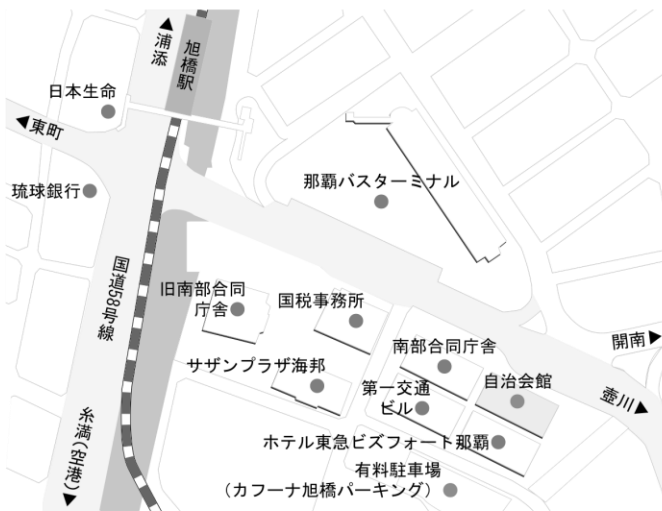 ▲浦添
旭橋駅
日本生命
◀東町
琉球銀行
那覇バスターミナル
国道58号線
旧南部合同
庁舎
国税事務所
開南▶
南部合同庁舎
自治会館
サザンプラザ海邦
第一交通
ビル
壺川▶
ホテル東急ビズフォート那覇
糸満(空港)▼
有料駐車場
（カフーナ旭橋パーキング）